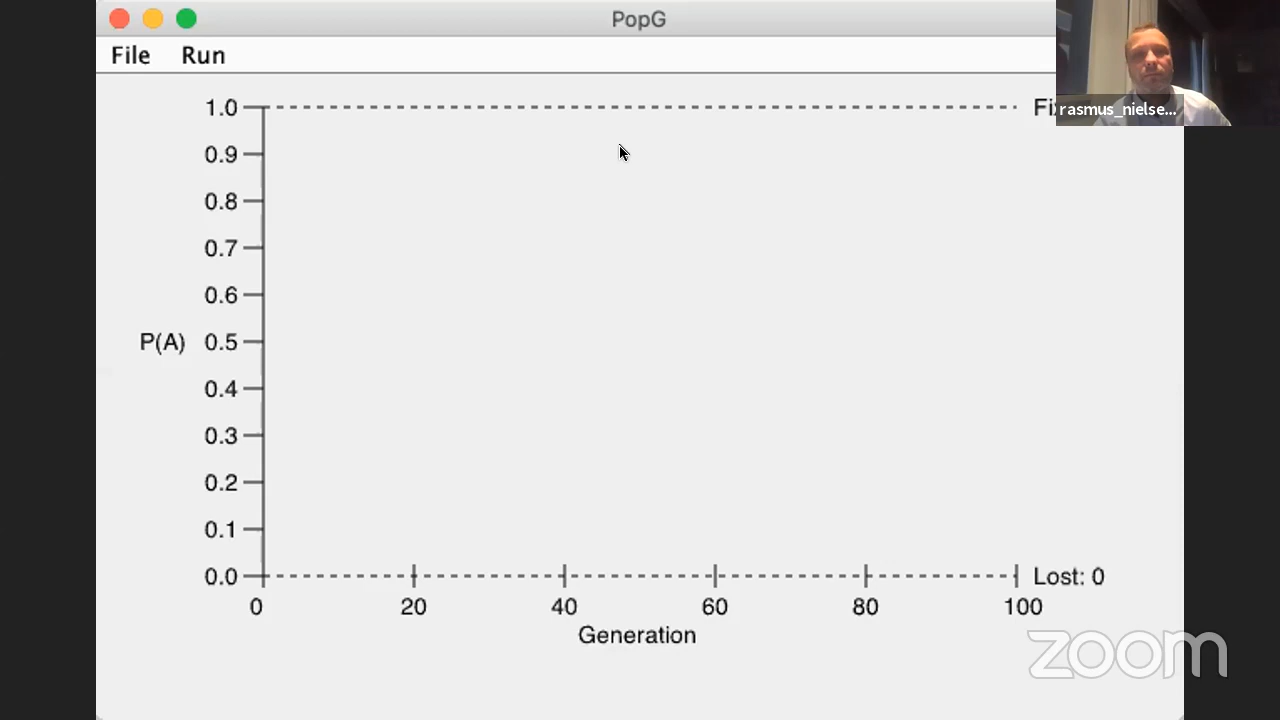 PopG
File Run
1.0
Fi
rasmus_nielse...
0.9
0.8
0.7
0.6
P(A) 0.5
0.4
0.3
0.2
0.1
0.0
Lost: 0
0 20 40 60 80 100
Generation
zoom